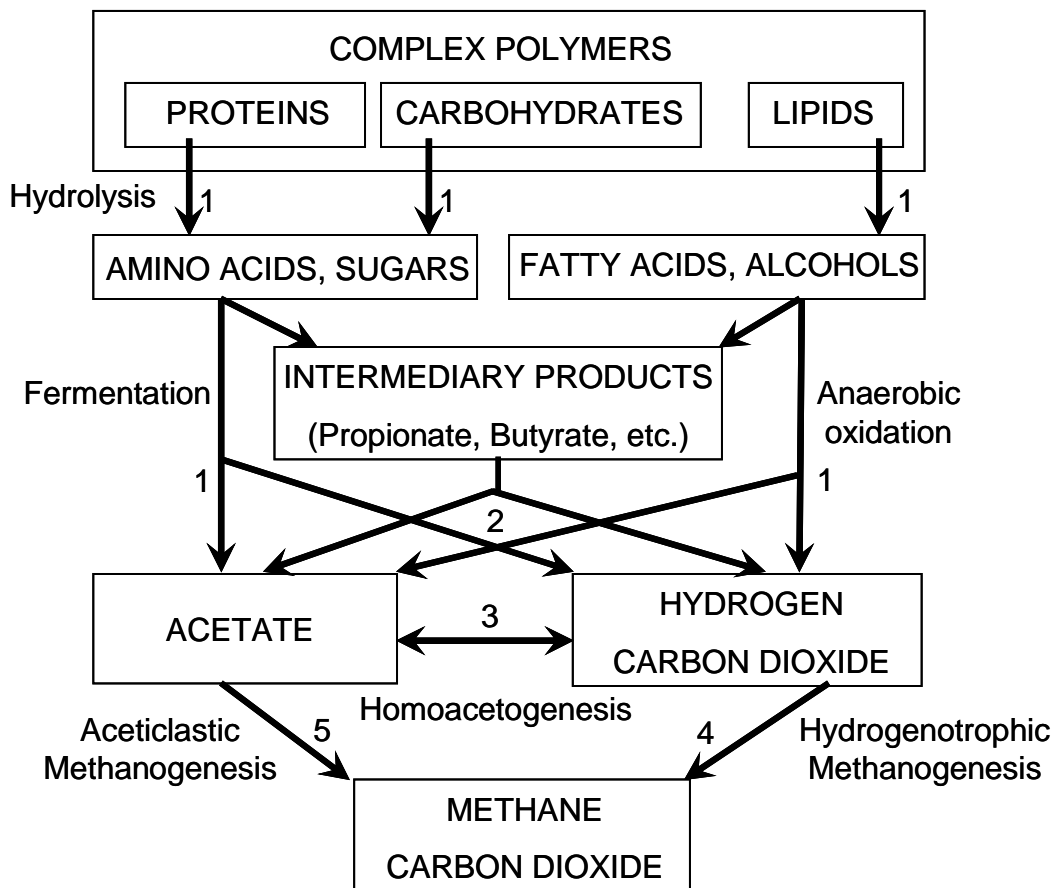 COMPLEX POLYMERS
PROTEINS
CARBOHYDRATES
LIPIDS
Hydrolysis
1
1
1
AMINO ACIDS, SUGARS
FATTY ACIDS, ALCOHOLS
Fermentation
INTERMEDIARY PRODUCTS
(Propionate, Butyrate, etc.)
Anaerobic
oxidation
1
2
1
ACETATE
3
HYDROGEN
CARBON DIOXIDE
Homoacetogenesis
Aceticlastic
Methanogenesis
5
4
Hydrogenotrophic
Methanogenesis
METHANE
CARBON DIOXIDE